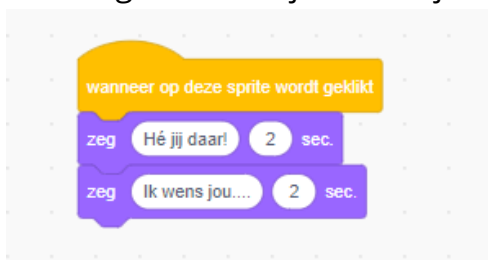 wanneer op deze sprite wordt geklikt
zeg Hé jij daar! 2 sec.
zeg Ik wens jou.... 2 sec.